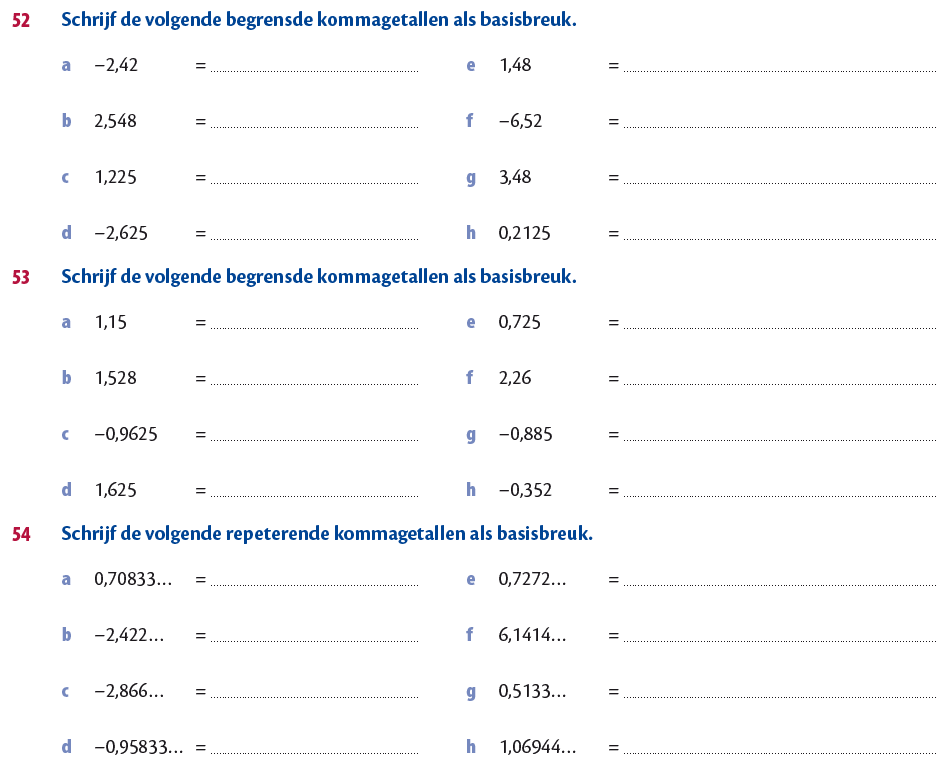 52 Schrijf de volgende begrensde kommagetallen als basisbreuk.
a –2,42 = e 1,48 =
b 2,548 = f –6,52 =
c 1,225 = g 3,48 =
d –2,625 = h 0,2125 =
53 Schrijf de volgende begrensde kommagetallen als basisbreuk.
a 1,15 = e 0,725 =
b 1,528 = f 2,26 =
c –0,9625 = g –0,885 =
d 1,625 = h –0,352 =
54 Schrijf de volgende repeterende kommagetallen als basisbreuk.
a 0,70833... = e 0,7272... =
b –2,422... = f 6,1414... =
c –2,866... = g 0,5133... =
d –0,95833... = h 1,06944... =